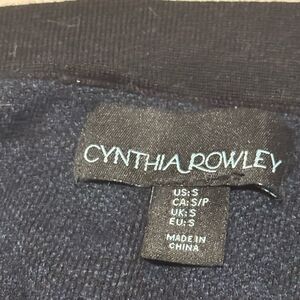 CYNTHIA ROWLEY
US: S
CA: S/P
UK: S
EU: S
MADE IN
CHINA